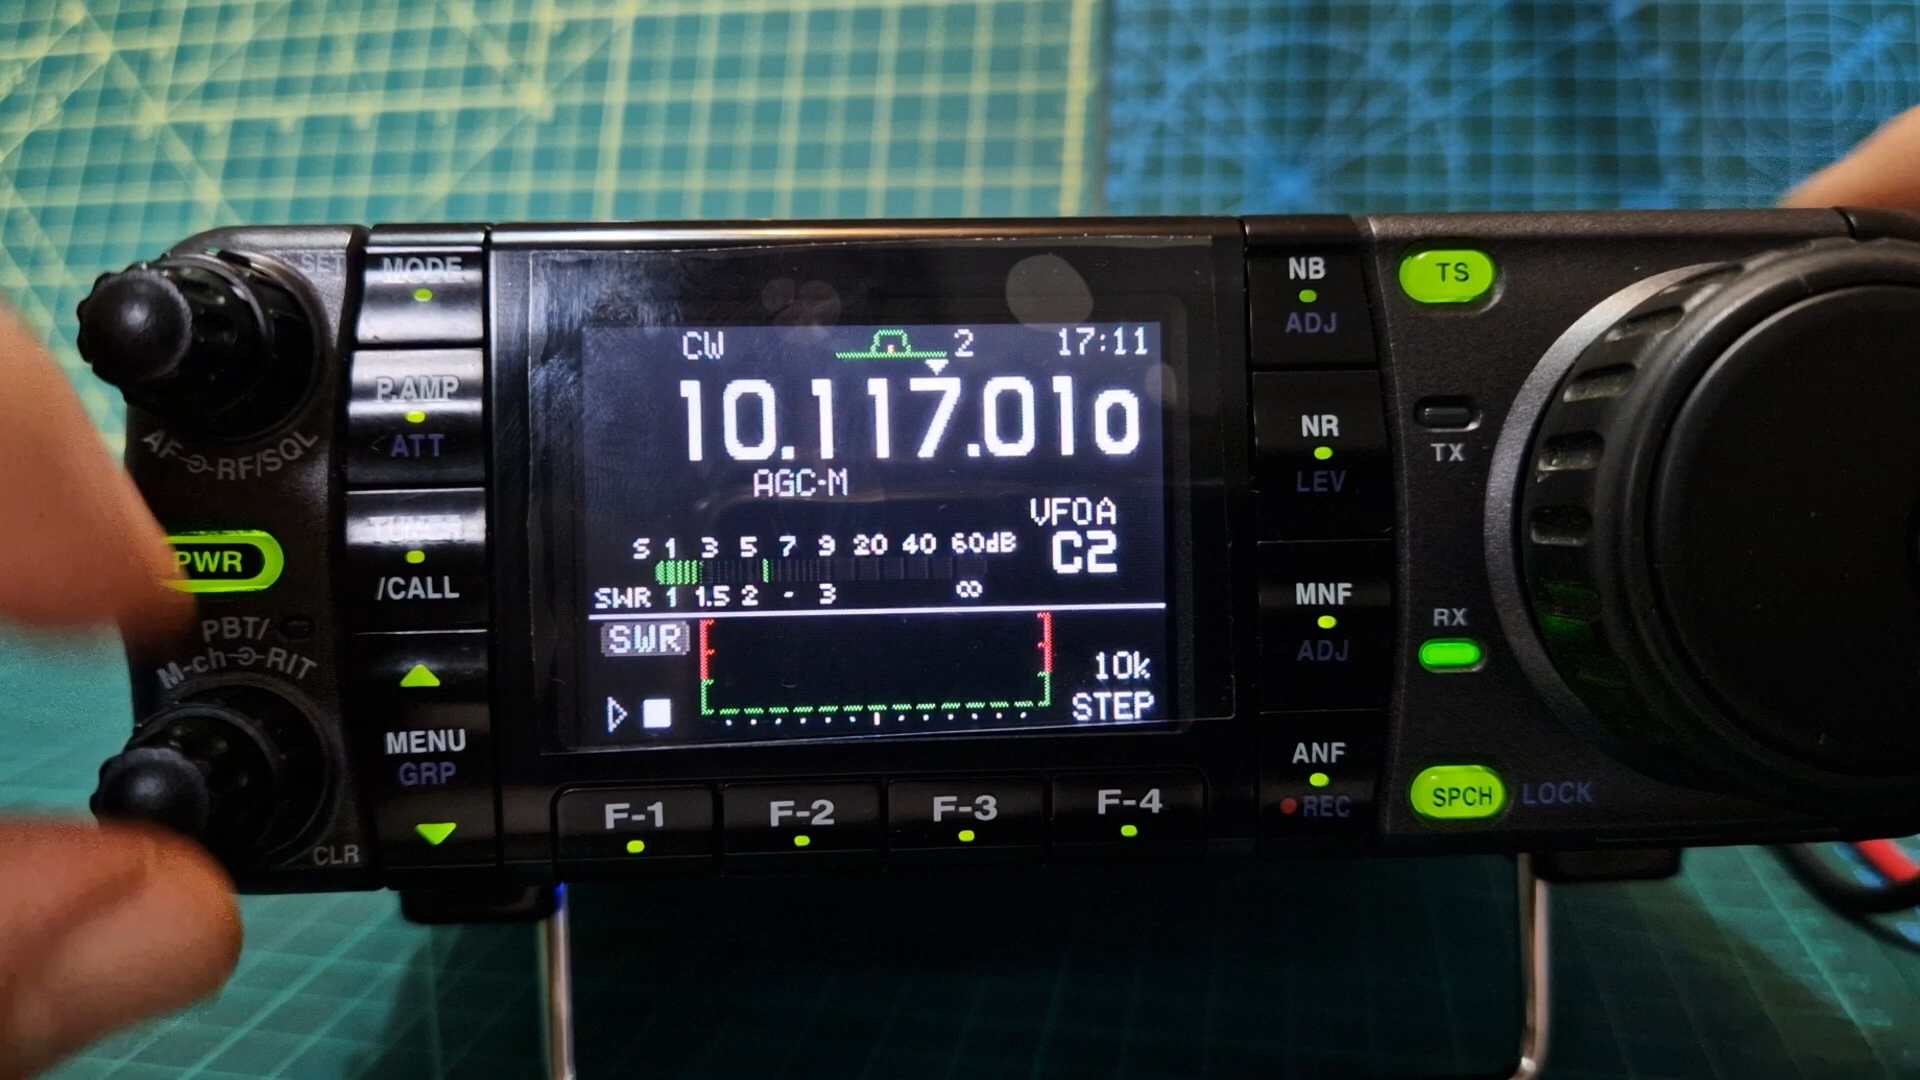 SET
MODE
P.AMP
ATT
AF RF/SQL
TUNER
/CALL
PWR
PBT/
M-ch RIT
CLR
MENU
GRP
CW 2 17:11
10.117.010
AGC-M
VFOA
C2
S 1 3 5 7 9 20 40 60dB
SWR 1 1.5 2 - 3 ∞
SWR
10k
STEP
F-1 F-2 F-3 F-4
NB
ADJ
NR
LEV
MNF
ADJ
ANF
REC
TS
TX
RX
SPCH LOCK